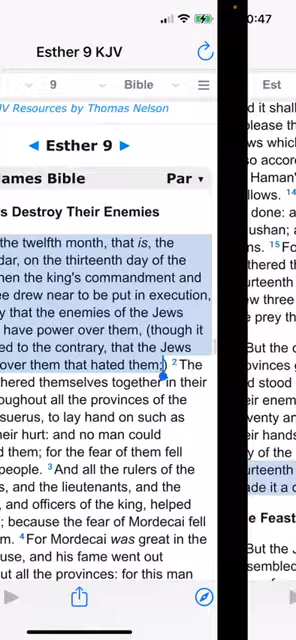 Esther 9 KJV
9
Bible
JV Resources by Thomas Nelson
Esther 9
James Bible
Par
s Destroy Their Enemies
the twelfth month, that is, the
dar, on the thirteenth day of the
hen the king's commandment and
ee drew near to be put in execution,
y that the enemies of the Jews
have power over them, (though it
ed to the contrary, that the Jews
over them that hated them;) 2 The
hered themselves together in their
oughout all the provinces of the
suerus, to lay hand on such as
heir hurt: and no man could
d them; for the fear of them fell
people. 3 And all the rulers of the
s, and the lieutenants, and the
, and officers of the king, helped
; because the fear of Mordecai fell
m. 4 For Mordecai was great in the
use, and his fame went out
ut all the provinces: for this man
0:47
Est
d it shall
lease th
ws whic
so accor
Haman'
llows. 14
done: a
ushan; a
ns. 15 Fo
thered th
urteenth
w three
e prey th
But the o
ovinces g
d stood
eir enem
venty an
eir hands
y of the
urteenth
de it a d
e Feast
But the J
sembled